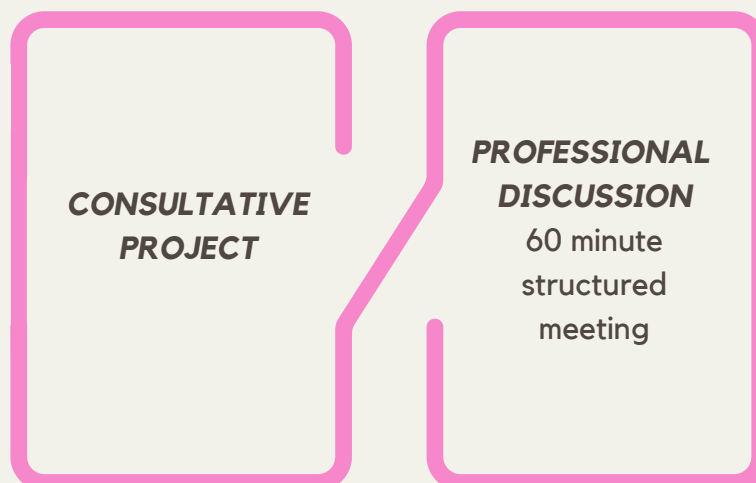 CONSULTATIVE
PROJECT
PROFESSIONAL
DISCUSSION
60 minute
structured
meeting